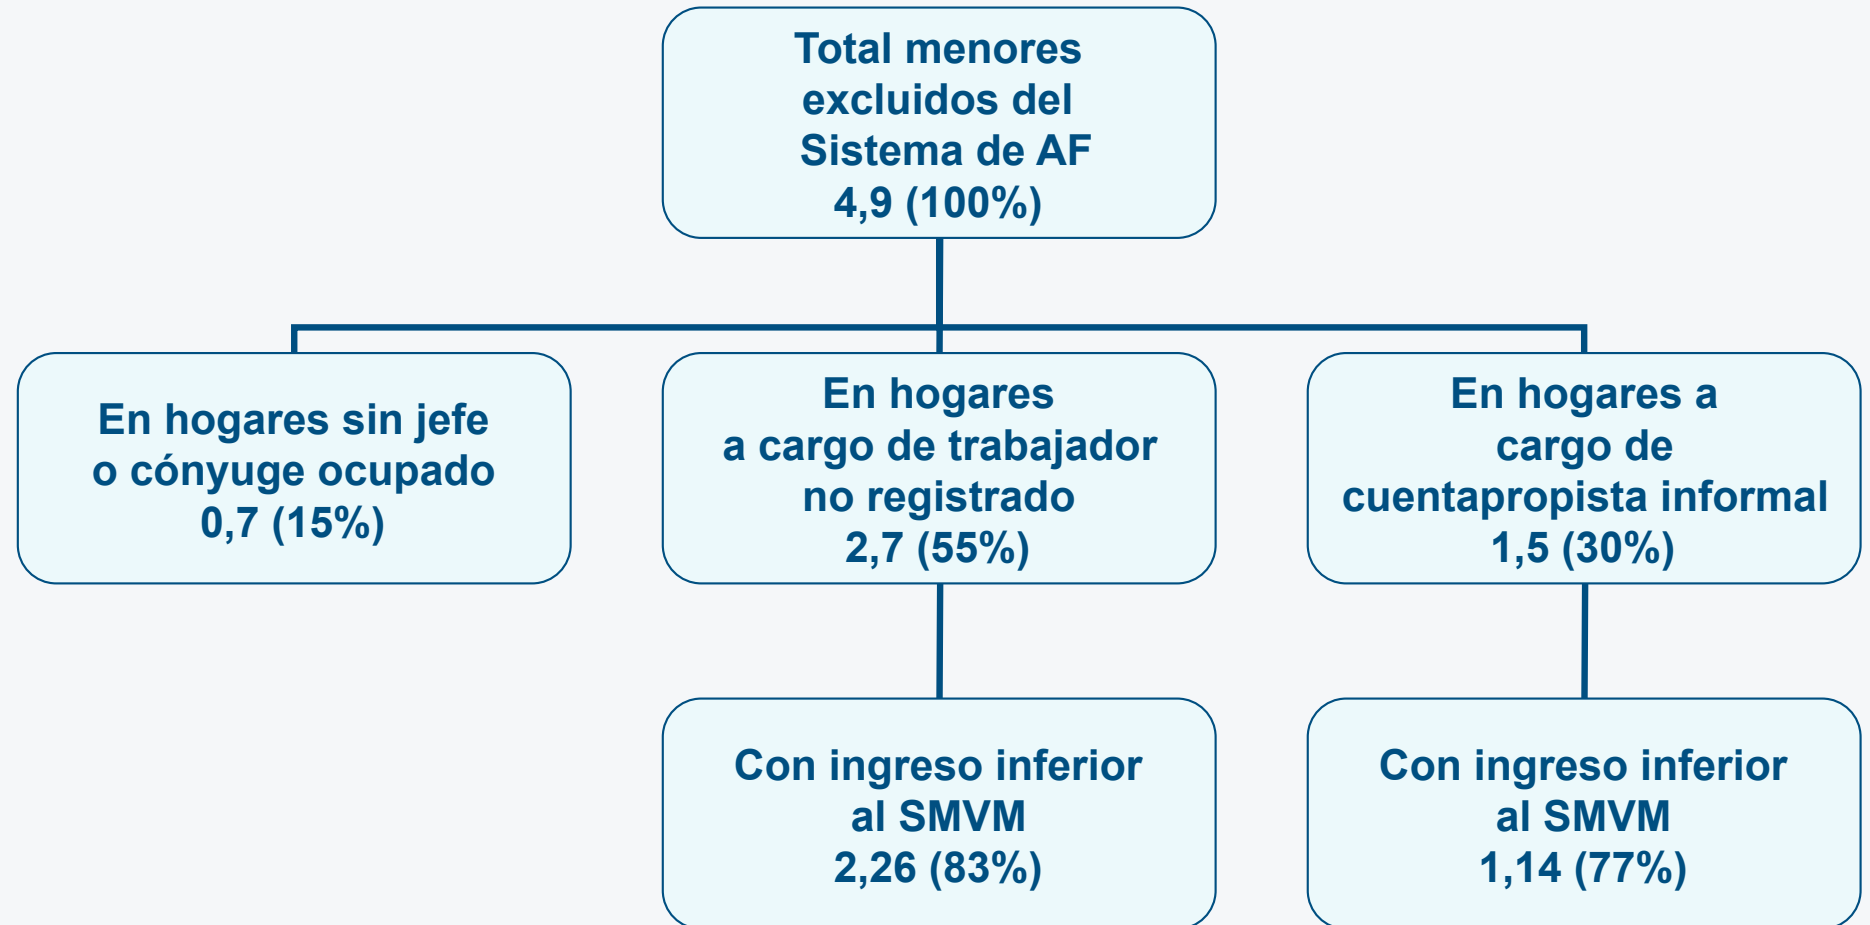 Total menores
excluidos del
Sistema de AF
4,9 (100%)
En hogares sin jefe
o cónyuge ocupado
0,7 (15%)
En hogares
a cargo de trabajador
no registrado
2,7 (55%)
En hogares a
cargo de
cuentapropista informal
1,5 (30%)
Con ingreso inferior
al SMVM
2,26 (83%)
Con ingreso inferior
al SMVM
1,14 (77%)